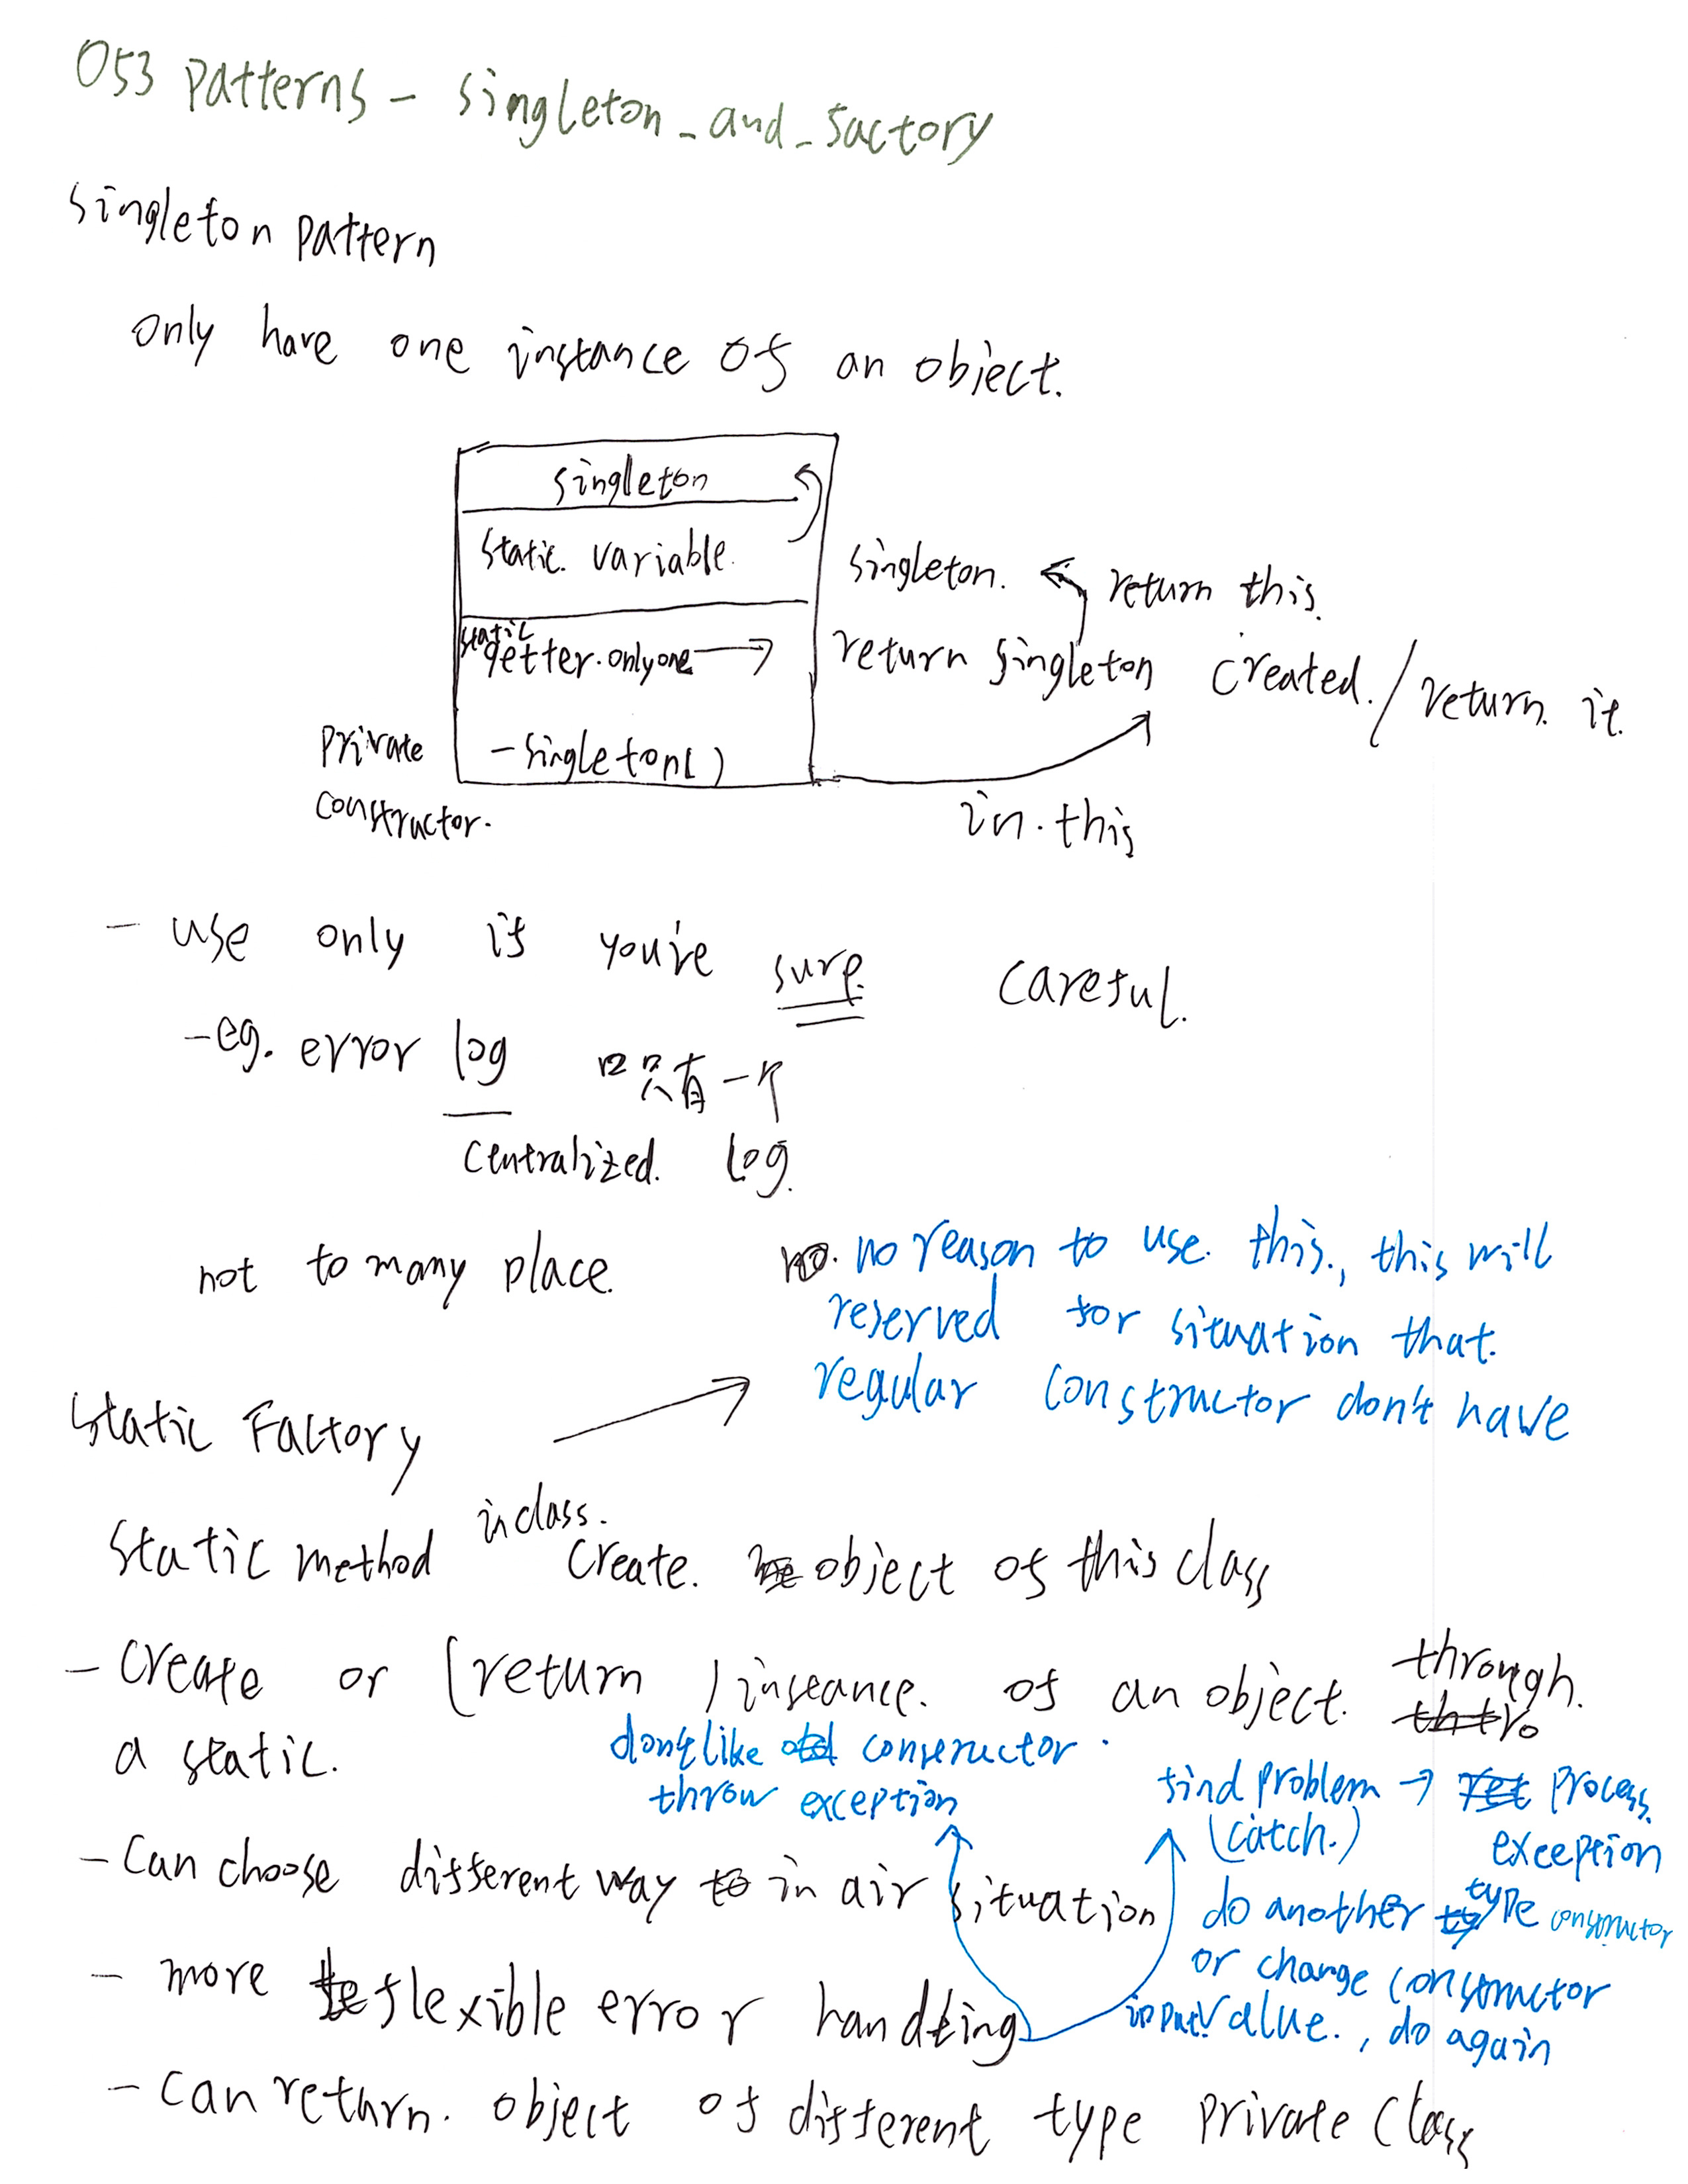 053 Patterns - singleton_and_factory
singleton pattern
only have one instance of an object.
singleton
static variable.
singleton. return this.
static
getter. only one return singleton created. / return it.
private
- singleton()
constructor.
in this
- use only if you're sure careful.
- eg. error log 只有一个
centralized. log.
not to many place. no reason to use. this., this will
reserved for situation that.
regular constructor don't have
static Factory
in class.
static method create. object of this class
- create or (return) instance. of an object. through.
a static.
don't like constructor.
throw exception
find problem → process
(catch.) exception
- can choose different way in situation
do another type constructor
or change constructor
- more flexible error handling
input value., do again
- can return. object of different type private class